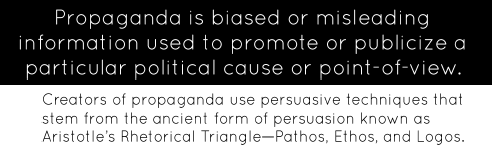 Propaganda is biased or misleading
information used to promote or publicize a
particular political cause or point-of-view.
Creators of propaganda use persuasive techniques that
stem from the ancient form of persuasion known as
Aristotle's Rhetorical Triangle—Pathos, Ethos, and Logos.